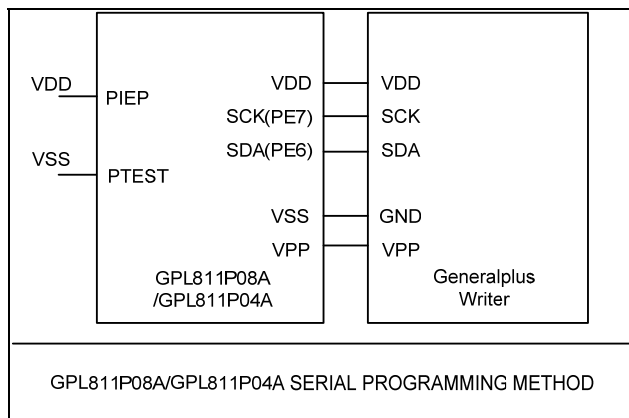 VDD
PIEP
VSS
PTEST
VDD
SCK(PE7)
SDA(PE6)
VSS
VPP
GPL811P08A
/GPL811P04A
VDD
SCK
SDA
GND
VPP
Generalplus
Writer
GPL811P08A/GPL811P04A SERIAL PROGRAMMING METHOD